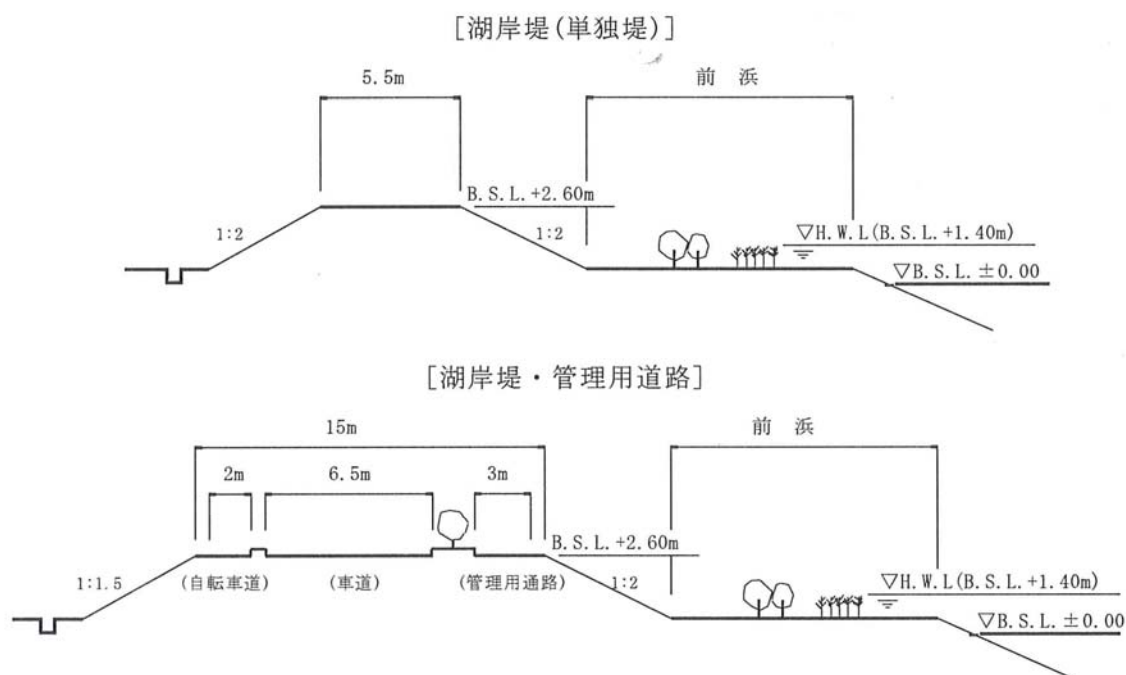 [湖岸堤(単独堤)]
5.5m
前 浜
B.S.L.+2.60m
1:2
1:2
▽H.W.L(B.S.L.+1.40m)
▽B.S.L.±0.00
[湖岸堤・管理用道路]
15m
前 浜
2m
6.5m
3m
B.S.L.+2.60m
1:1.5
(自転車道)
(車道)
(管理用通路)
1:2
▽H.W.L(B.S.L.+1.40m)
▽B.S.L.±0.00